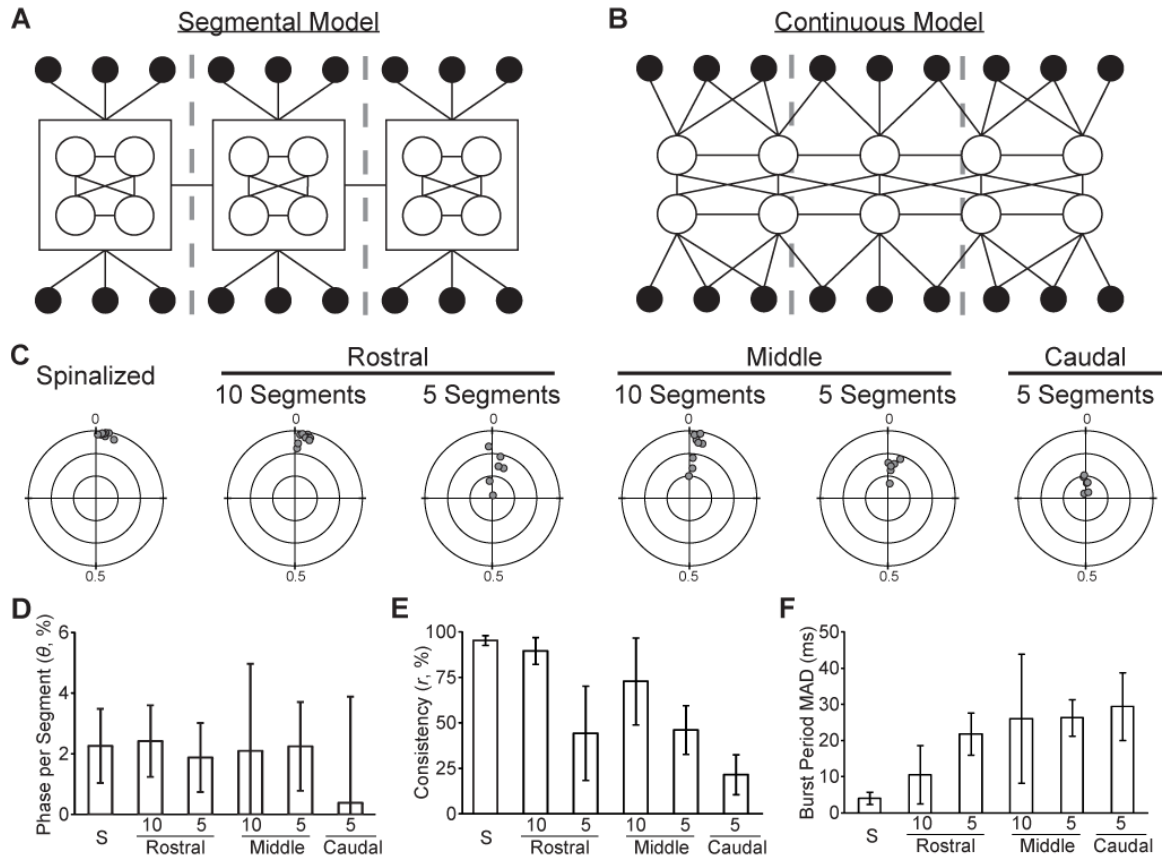 A
Segmental Model
B
Continuous Model
C
Spinalized
Rostral
10 Segments
5 Segments
Middle
10 Segments
5 Segments
Caudal
5 Segments
0
0
0
0
0
0
0.5
0.5
0.5
0.5
0.5
0.5
D
Phase per Segment (θ, %)
6
4
2
0
S
10
5
Rostral
10
5
Middle
5
Caudal
E
Consistency (r, %)
100
75
50
25
0
S
10
5
Rostral
10
5
Middle
5
Caudal
F
Burst Period MAD (ms)
50
40
30
20
10
0
S
10
5
Rostral
10
5
Middle
5
Caudal